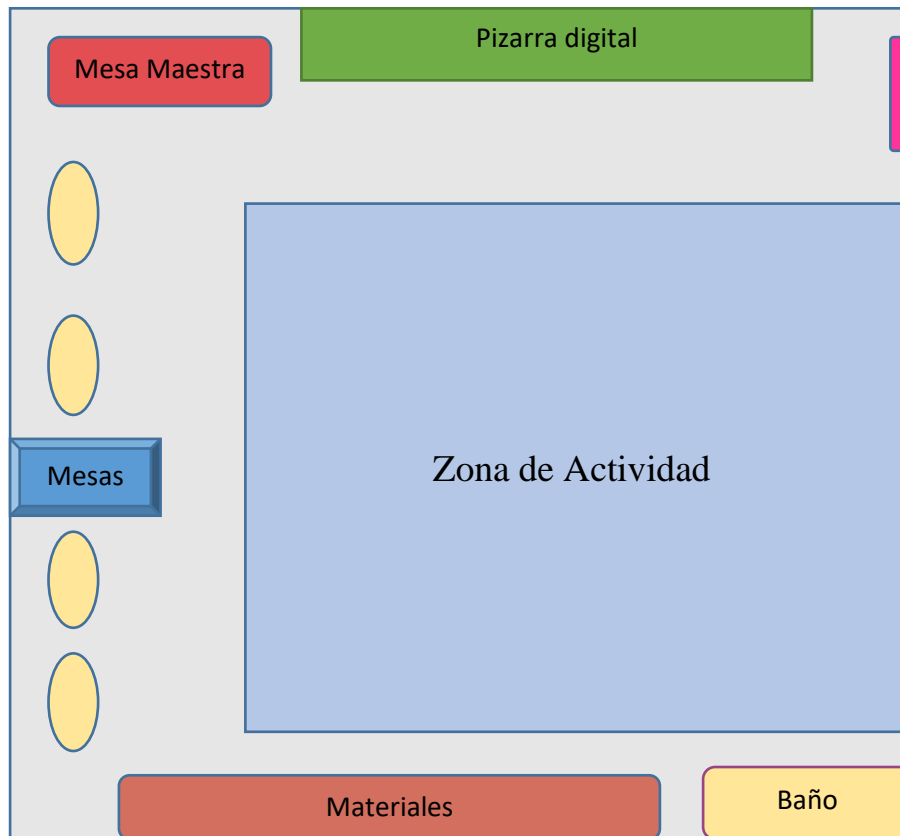 Pizarra digital
Mesa Maestra
Mesas
Zona de Actividad
Materiales
Baño